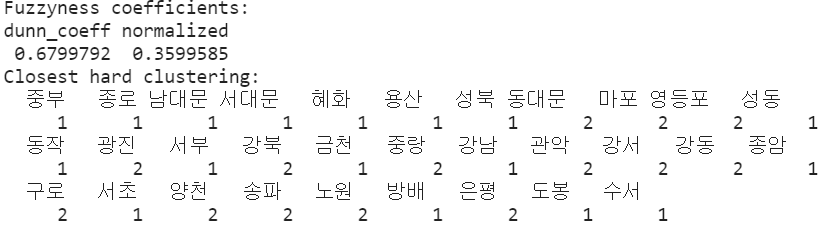 Fuzzyness coefficients:
dunn_coeff normalized
0.6799792 0.3599585
Closest hard clustering:
중부 종로 남대문 서대문 혜화 용산 성북 동대문 마포 영등포 성동
1 1 1 1 1 1 1 2 2 2 1
동작 광진 서부 강북 금천 중랑 강남 관악 강서 강동 종암
1 2 1 2 1 2 1 2 2 2 1
구로 서초 양천 송파 노원 방배 은평 도봉 수서
2 1 2 2 2 1 2 1 1